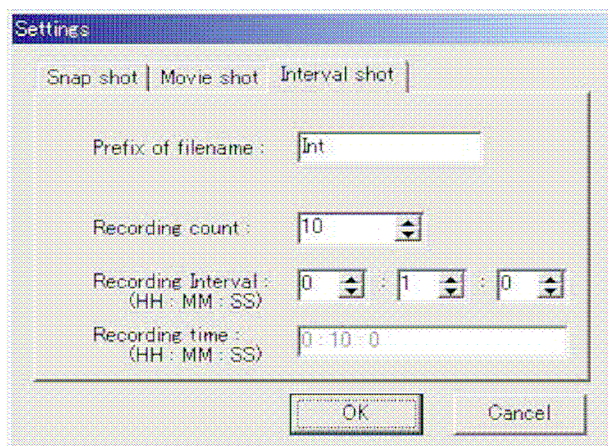 Settings
Snap shot Movie shot Interval shot
Prefix of filename : Int
Recording count : 10
Recording Interval : 0 : 1 : 0
(HH : MM : SS)
Recording time : 0 : 10 : 0
(HH : MM : SS)
OK Cancel